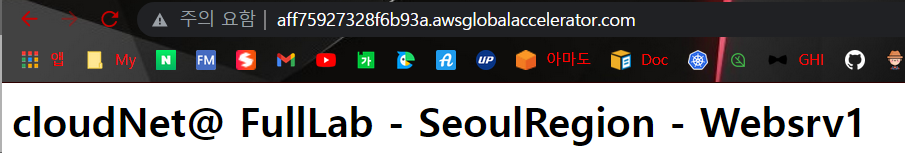 주의 요함 | aff75927328f6b93a.awsglobalaccelerator.com
앱 My N FM S 가 UP 아마도 Doc GHI
cloudNet@ FullLab - SeoulRegion - Websrv1